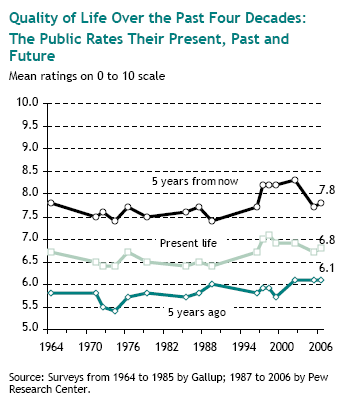 Quality of Life Over the Past Four Decades:
The Public Rates Their Present, Past and
Future
Mean ratings on 0 to 10 scale
10.0
9.5
9.0
8.5
8.0
7.5
7.0
6.5
6.0
5.5
5.0
5 years from now
7.8
Present life
6.8
6.1
5 years ago
1964 1970 1976 1982 1988 1994 2000 2006
Source: Surveys from 1964 to 1985 by Gallup; 1987 to 2006 by Pew
Research Center.